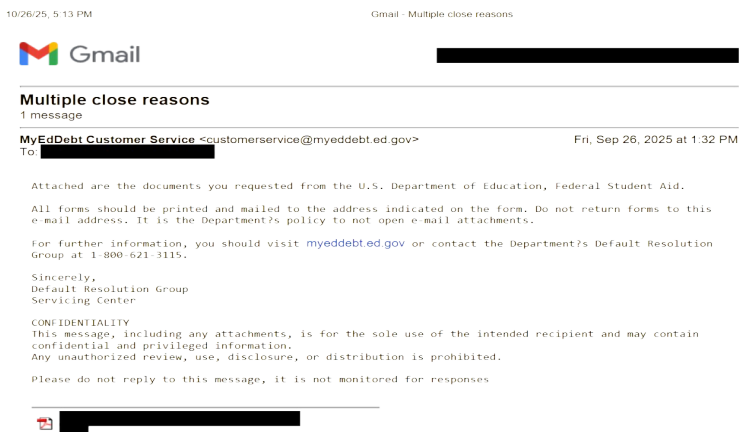 10/26/25, 5:13 PM
Gmail - Multiple close reasons
Gmail
Multiple close reasons
1 message
MyEdDebt Customer Service <customerservice@myeddebt.ed.gov>
Fri, Sep 26, 2025 at 1:32 PM
To:
Attached are the documents you requested from the U.S. Department of Education, Federal Student Aid.
All forms should be printed and mailed to the address indicated on the form. Do not return forms to this
e-mail address. It is the Department?s policy to not open e-mail attachments.
For further information, you should visit myeddebt.ed.gov or contact the Department?s Default Resolution
Group at 1-800-621-3115.
Sincerely,
Default Resolution Group
Servicing Center
CONFIDENTIALITY
This message, including any attachments, is for the sole use of the intended recipient and may contain
confidential and privileged information.
Any unauthorized review, use, disclosure, or distribution is prohibited.
Please do not reply to this message, it is not monitored for responses